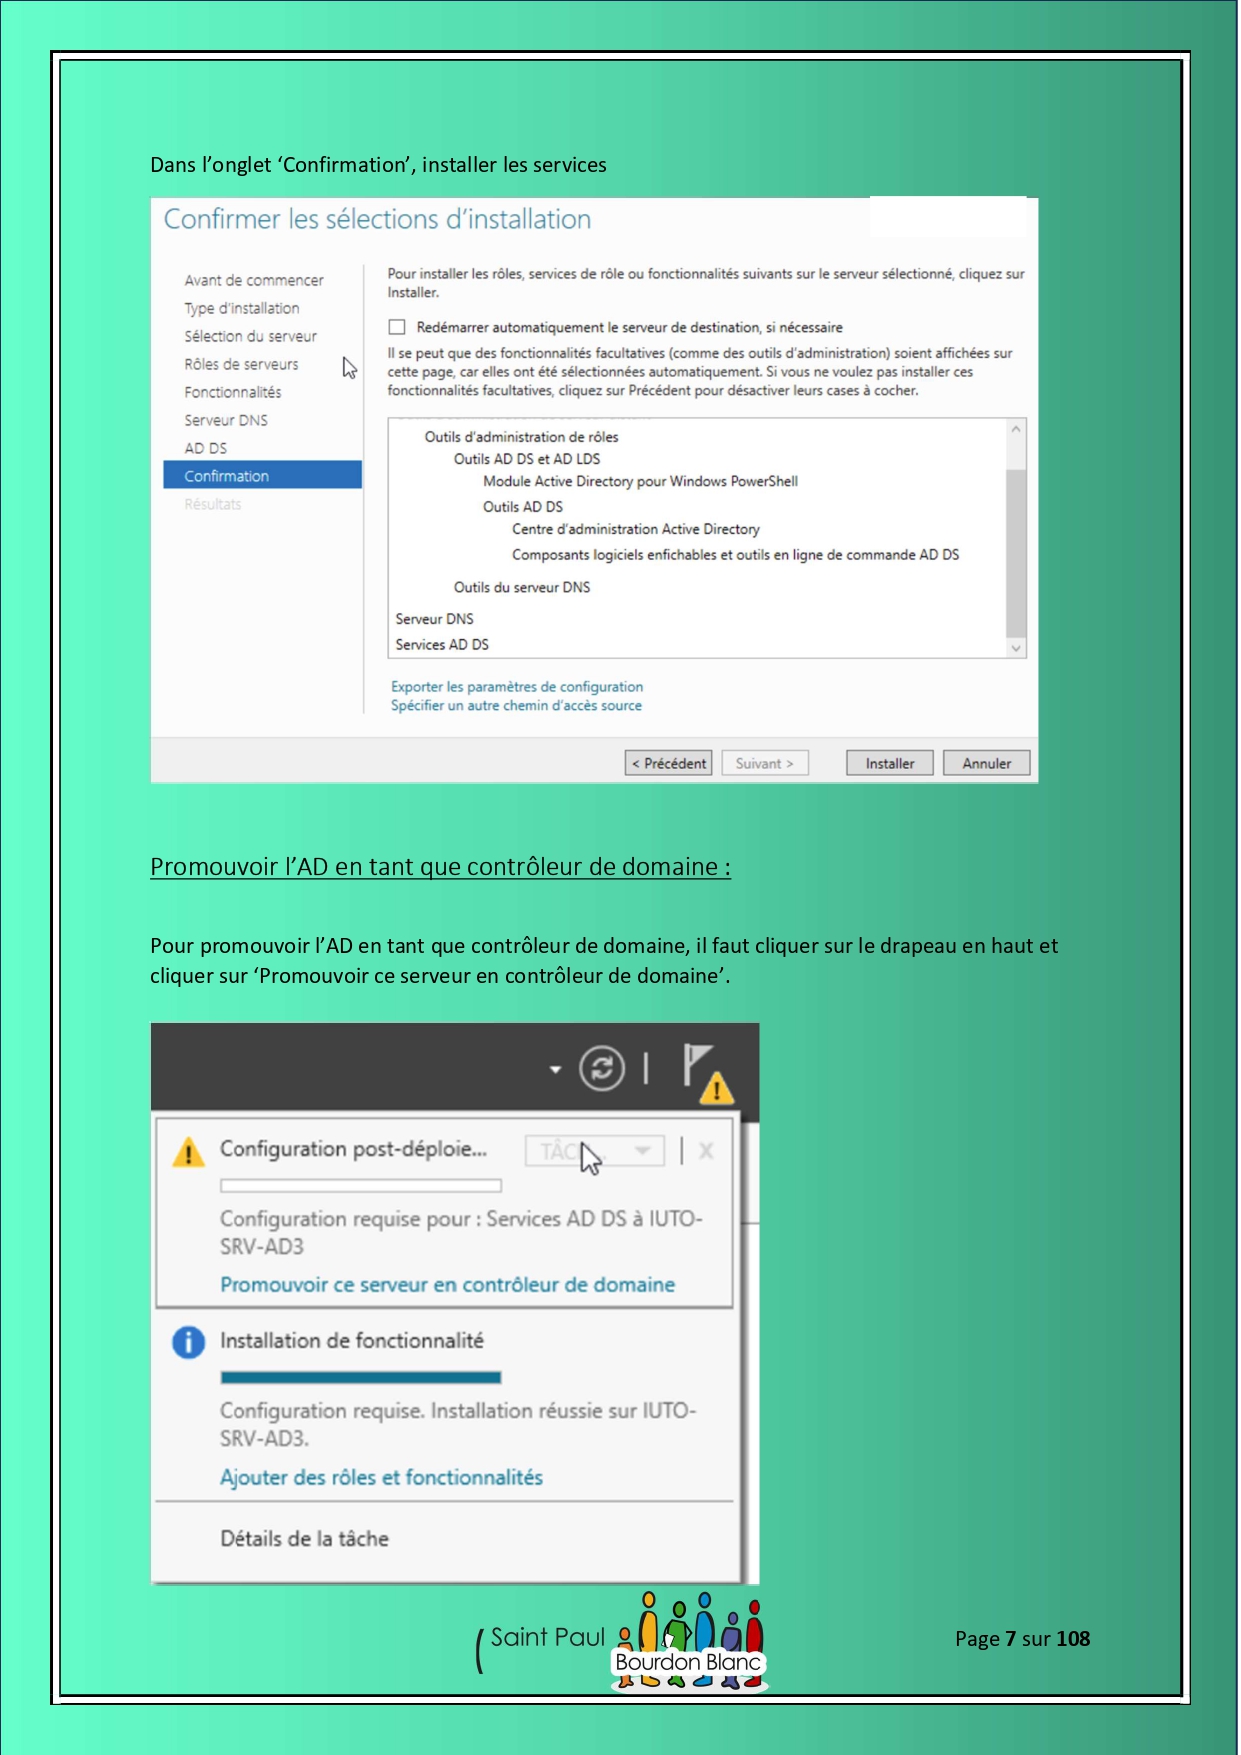 Dans l’onglet ‘Confirmation’, installer les services
Confirmer les sélections d’installation
Avant de commencer
Type d’installation
Sélection du serveur
Rôles de serveurs
Fonctionnalités
Serveur DNS
AD DS
Confirmation
Résultats
Pour installer les rôles, services de rôle ou fonctionnalités suivants sur le serveur sélectionné, cliquez sur
Installer.
Redémarrer automatiquement le serveur de destination, si nécessaire
Il se peut que des fonctionnalités facultatives (comme des outils d’administration) soient affichées sur
cette page, car elles ont été sélectionnées automatiquement. Si vous ne voulez pas installer ces
fonctionnalités facultatives, cliquez sur Précédent pour désactiver leurs cases à cocher.
Outils d’administration de rôles
Outils AD DS et AD LDS
Module Active Directory pour Windows PowerShell
Outils AD DS
Centre d’administration Active Directory
Composants logiciels enfichables et outils en ligne de commande AD DS
Outils du serveur DNS
Serveur DNS
Services AD DS
Exporter les paramètres de configuration
Spécifier un autre chemin d’accès source
< Précédent
Suivant >
Installer
Annuler
Promouvoir l’AD en tant que contrôleur de domaine :
Pour promouvoir l’AD en tant que contrôleur de domaine, il faut cliquer sur le drapeau en haut et
cliquer sur ‘Promouvoir ce serveur en contrôleur de domaine’.
Configuration post-déploie...
Configuration requise pour : Services AD DS à IUTO-
SRV-AD3
Promouvoir ce serveur en contrôleur de domaine
Installation de fonctionnalité
Configuration requise. Installation réussie sur IUTO-
SRV-AD3.
Ajouter des rôles et fonctionnalités
Détails de la tâche
Saint Paul
Bourdon Blanc
Page 7 sur 108